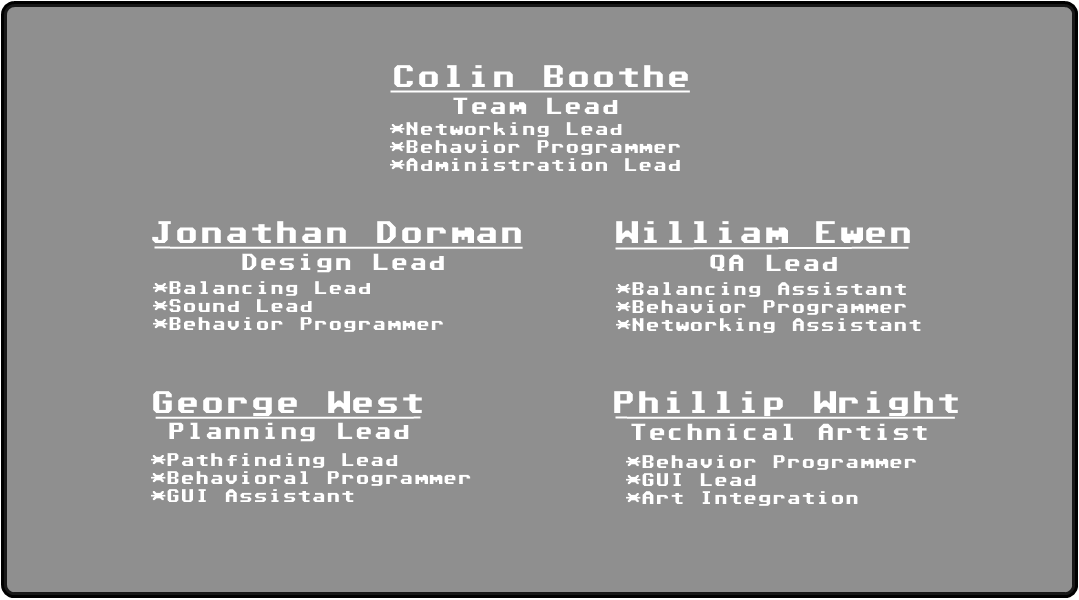 Colin Boothe
Team Lead
*Networking Lead
*Behavior Programmer
*Administration Lead
Jonathan Dorman
Design Lead
*Balancing Lead
*Sound Lead
*Behavior Programmer
William Ewen
QA Lead
*Balancing Assistant
*Behavior Programmer
*Networking Assistant
George West
Planning Lead
*Pathfinding Lead
*Behavioral Programmer
*GUI Assistant
Phillip Wright
Technical Artist
*Behavior Programmer
*GUI Lead
*Art Integration